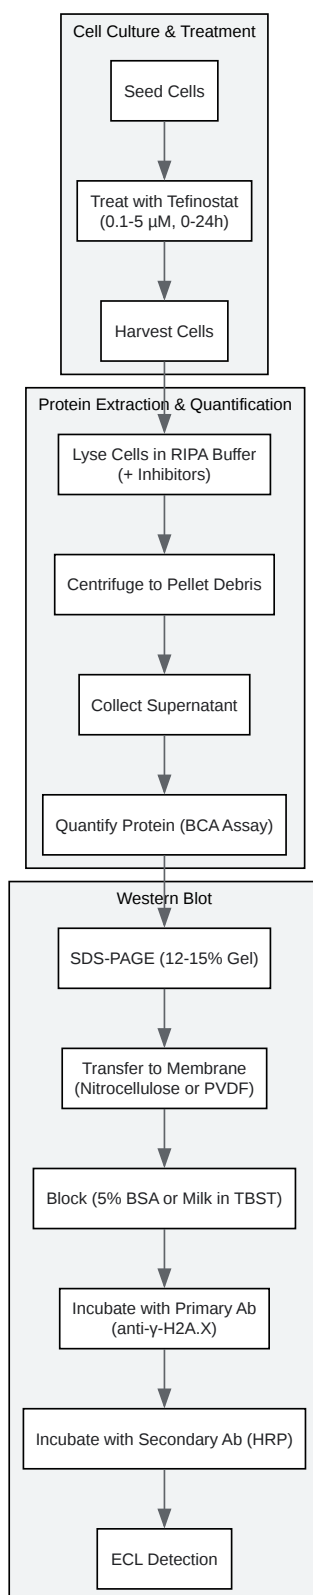 Cell Culture & Treatment
Seed Cells
Treat with Tefinostat
(0.1-5 µM, 0-24h)
Harvest Cells
Protein Extraction & Quantification
Lyse Cells in RIPA Buffer
(+ Inhibitors)
Centrifuge to Pellet Debris
Collect Supernatant
Quantify Protein (BCA Assay)
Western Blot
SDS-PAGE (12-15% Gel)
Transfer to Membrane
(Nitrocellulose or PVDF)
Block (5% BSA or Milk in TBST)
Incubate with Primary Ab
(anti-γ-H2A.X)
Incubate with Secondary Ab (HRP)
ECL Detection